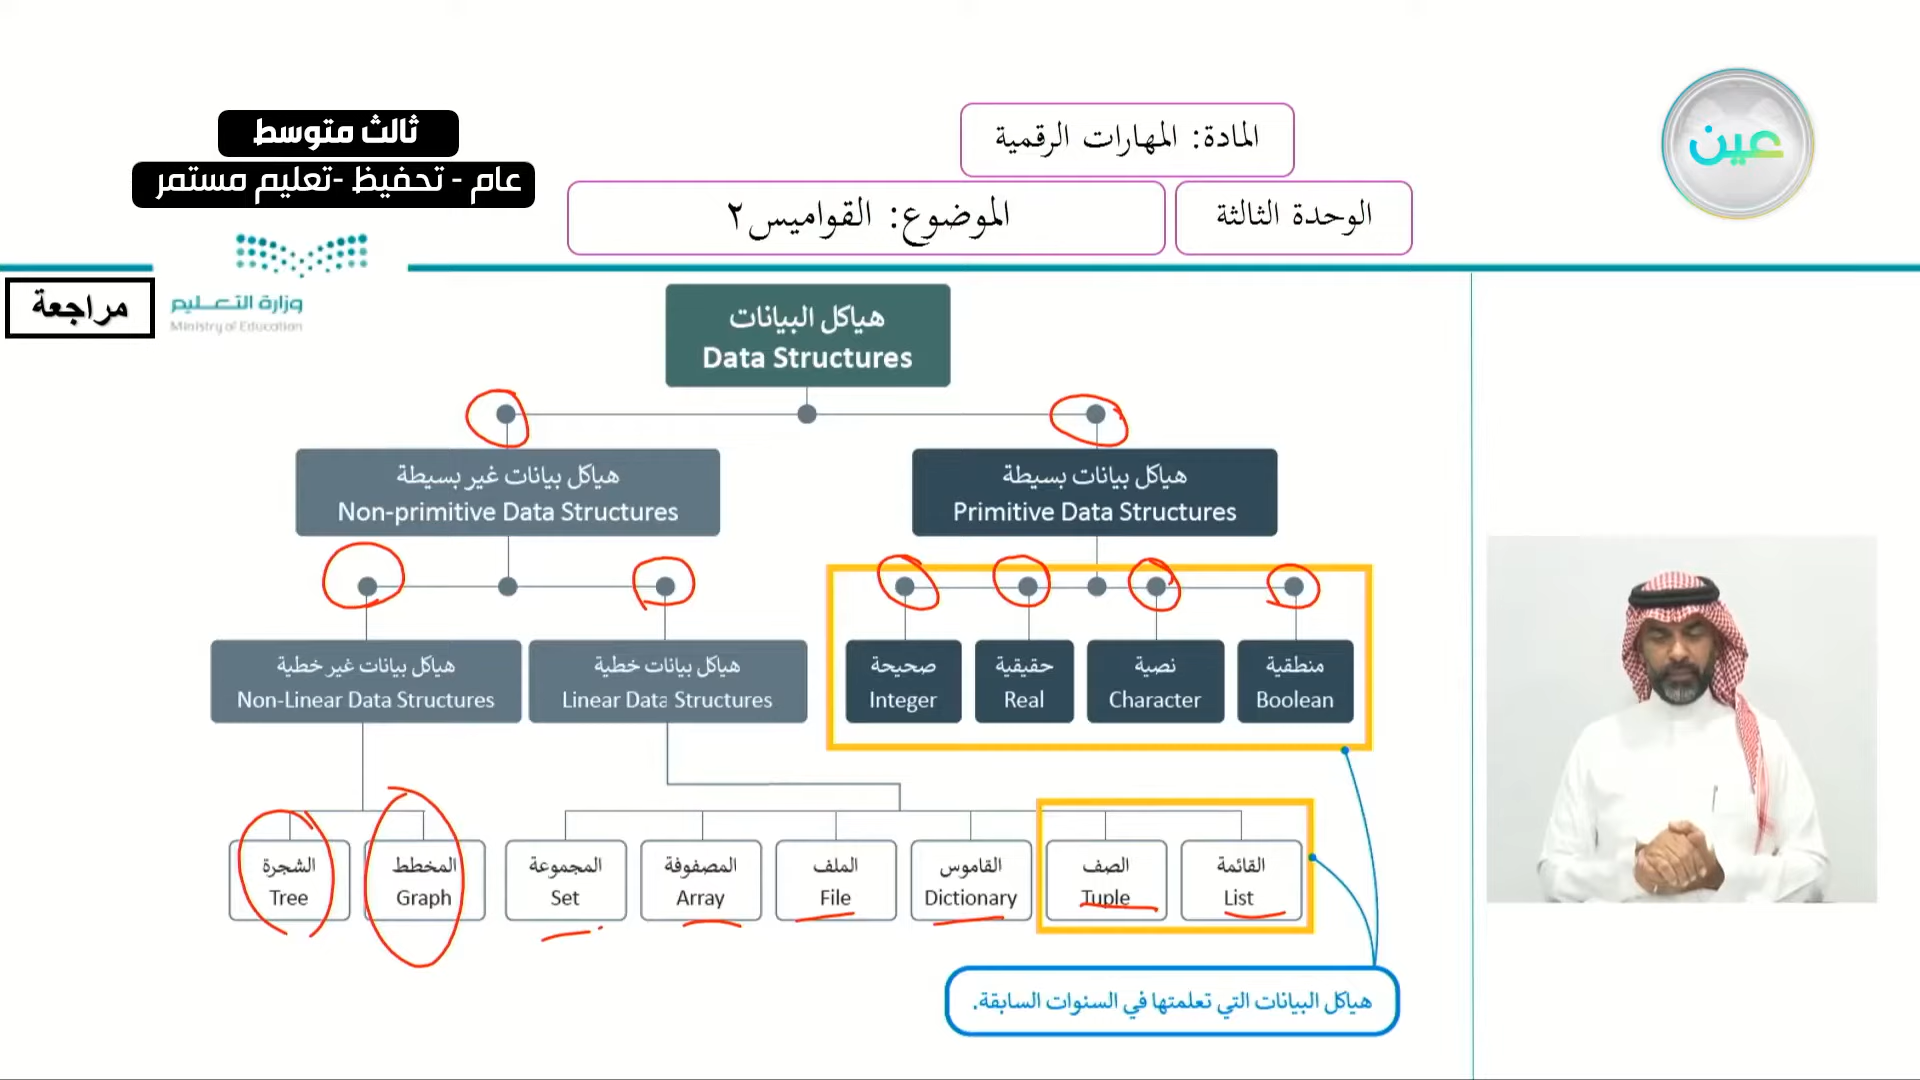 عين
المادة: المهارات الرقمية
ثالث متوسط
عام - تحفيظ -تعليم مستمر
الوحدة الثالثة
الموضوع: القواميس٢
مراجعة
وزارة التعليم
Ministry of Education
هياكل البيانات
Data Structures
هياكل بيانات بسيطة
Primitive Data Structures
هياكل بيانات غير بسيطة
Non-primitive Data Structures
منطقية
Boolean
نصية
Character
حقيقية
Real
صحيحة
Integer
هياكل بيانات خطية
Linear Data Structures
هياكل بيانات غير خطية
Non-Linear Data Structures
القائمة
List
الصف
Tuple
القاموس
Dictionary
الملف
File
المصفوفة
Array
المجموعة
Set
المخطط
Graph
الشجرة
Tree
هياكل البيانات التي تعلمتها في السنوات السابقة.